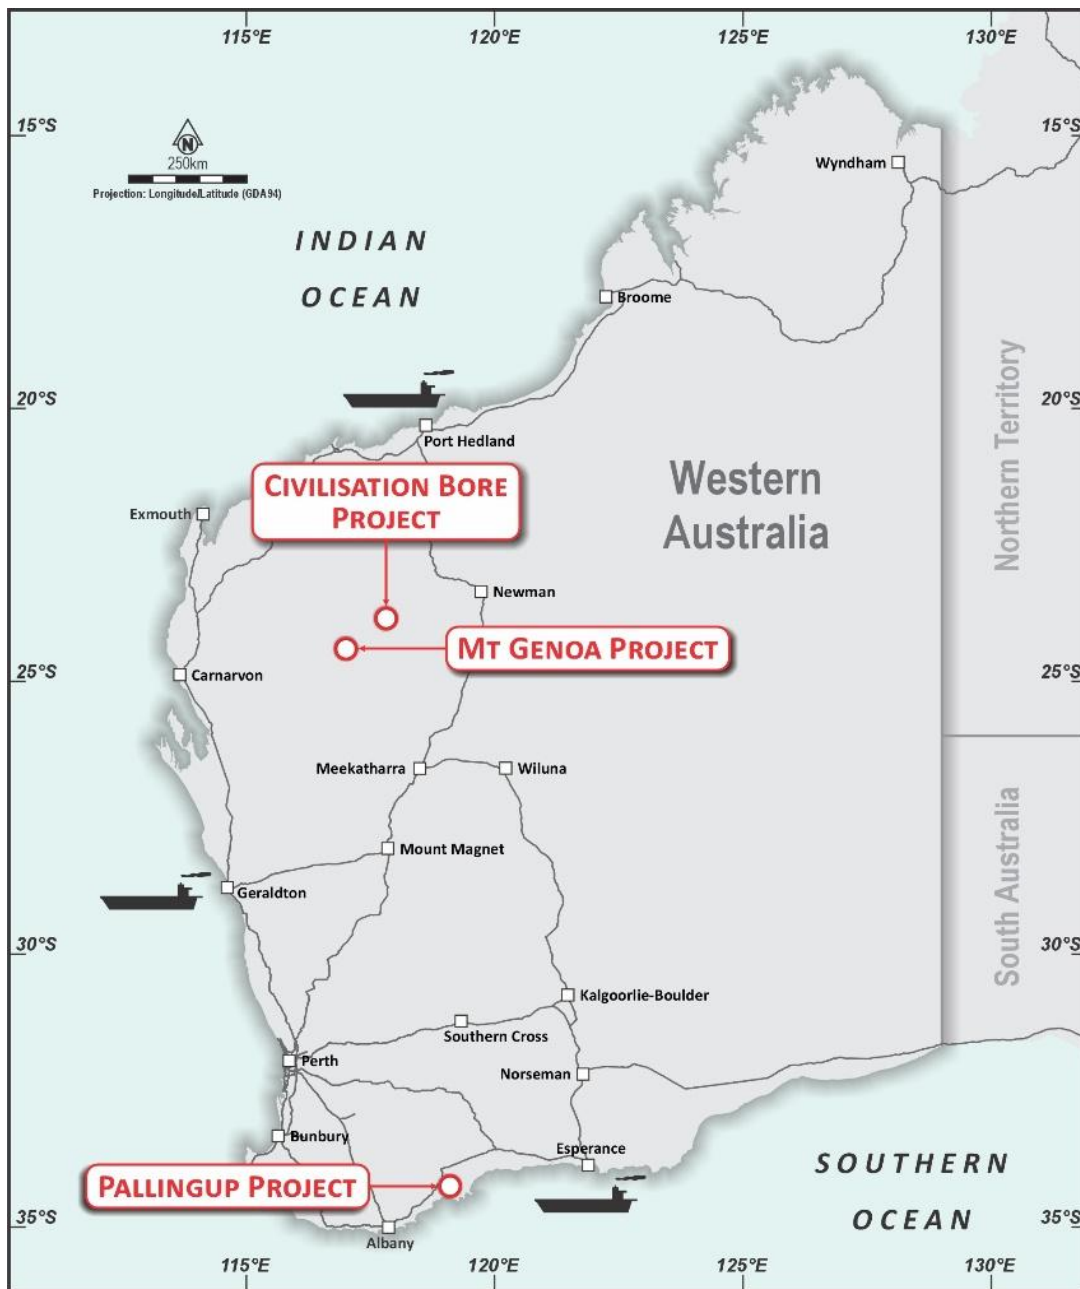 115°E
120°E
125°E
130°E
15°S
15°S
N
250km
Projection: Longitude/Latitude (GDA94)
Wyndham
INDIAN
OCEAN
Broome
20°S
20°S
Port Hedland
CIVILISATION BORE
PROJECT
Western
Australia
Northern Territory
Exmouth
Newman
MT GENOA PROJECT
25°S
25°S
Carnarvon
Meekatharra
Wiluna
Mount Magnet
Geraldton
South Australia
30°S
30°S
Kalgoorlie-Boulder
Southern Cross
Perth
Norseman
Bunbury
Esperance
SOUTHERN
OCEAN
PALLINGUP PROJECT
35°S
35°S
Albany
115°E
120°E
125°E
130°E